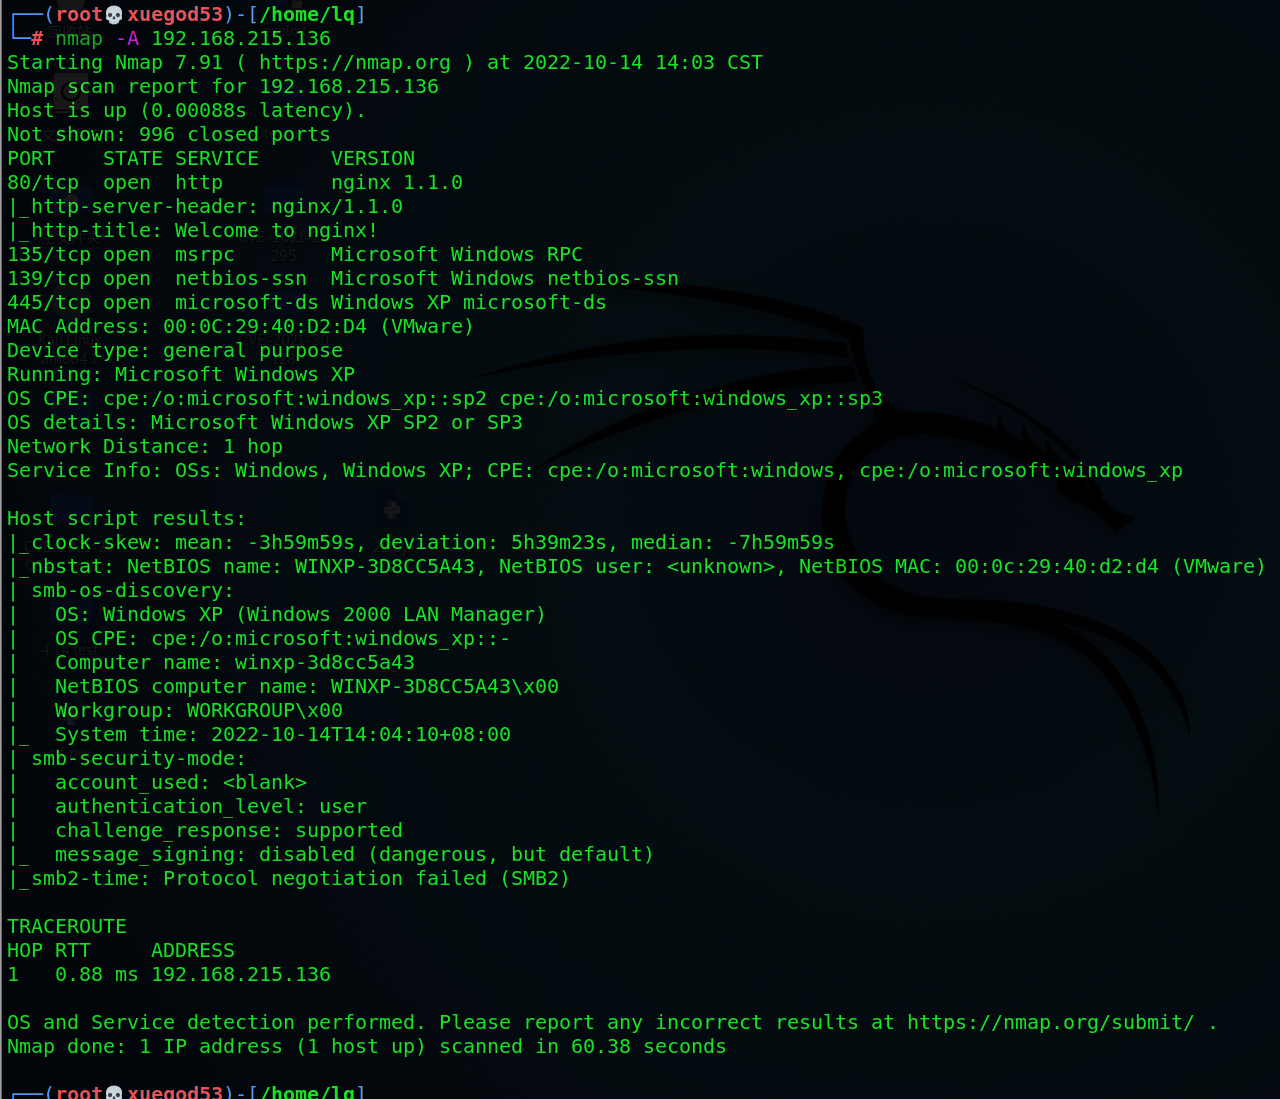 ┌──(root💀xuegod53)-[/home/lq]
└─# nmap -A 192.168.215.136
Starting Nmap 7.91 ( https://nmap.org ) at 2022-10-14 14:03 CST
Nmap scan report for 192.168.215.136
Host is up (0.00088s latency).
Not shown: 996 closed ports
PORT    STATE SERVICE      VERSION
80/tcp  open  http         nginx 1.1.0
|_http-server-header: nginx/1.1.0
|_http-title: Welcome to nginx!
135/tcp open  msrpc        Microsoft Windows RPC
139/tcp open  netbios-ssn  Microsoft Windows netbios-ssn
445/tcp open  microsoft-ds Windows XP microsoft-ds
MAC Address: 00:0C:29:40:D2:D4 (VMware)
Device type: general purpose
Running: Microsoft Windows XP
OS CPE: cpe:/o:microsoft:windows_xp::sp2 cpe:/o:microsoft:windows_xp::sp3
OS details: Microsoft Windows XP SP2 or SP3
Network Distance: 1 hop
Service Info: OSs: Windows, Windows XP; CPE: cpe:/o:microsoft:windows, cpe:/o:microsoft:windows_xp

Host script results:
|_clock-skew: mean: -3h59m59s, deviation: 5h39m23s, median: -7h59m59s
|_nbstat: NetBIOS name: WINXP-3D8CC5A43, NetBIOS user: <unknown>, NetBIOS MAC: 00:0c:29:40:d2:d4 (VMware)
| smb-os-discovery:
|   OS: Windows XP (Windows 2000 LAN Manager)
|   OS CPE: cpe:/o:microsoft:windows_xp::-
|   Computer name: winxp-3d8cc5a43
|   NetBIOS computer name: WINXP-3D8CC5A43\x00
|   Workgroup: WORKGROUP\x00
|_  System time: 2022-10-14T14:04:10+08:00
| smb-security-mode:
|   account_used: <blank>
|   authentication_level: user
|   challenge_response: supported
|_  message_signing: disabled (dangerous, but default)
|_smb2-time: Protocol negotiation failed (SMB2)

TRACEROUTE
HOP RTT     ADDRESS
1   0.88 ms 192.168.215.136

OS and Service detection performed. Please report any incorrect results at https://nmap.org/submit/ .
Nmap done: 1 IP address (1 host up) scanned in 60.38 seconds

┌──(root💀xuegod53)-[/home/lq]